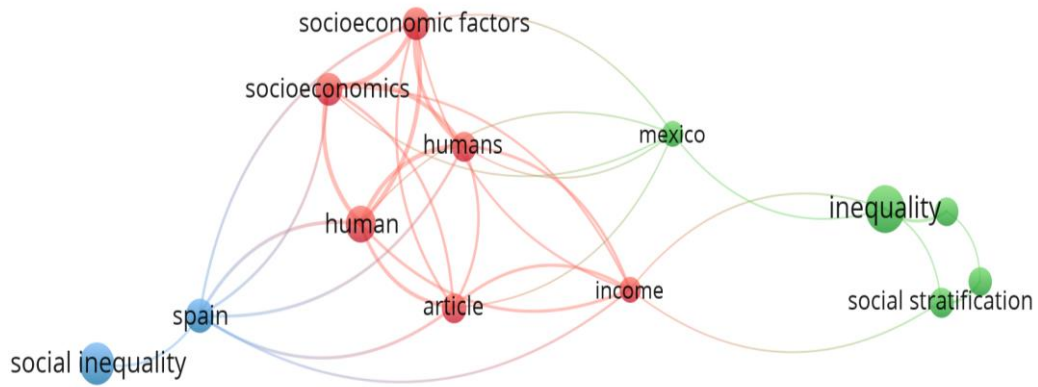 socioeconomic factors
socioeconomics
mexico
humans
inequality
human
income
social stratification
article
spain
social inequality